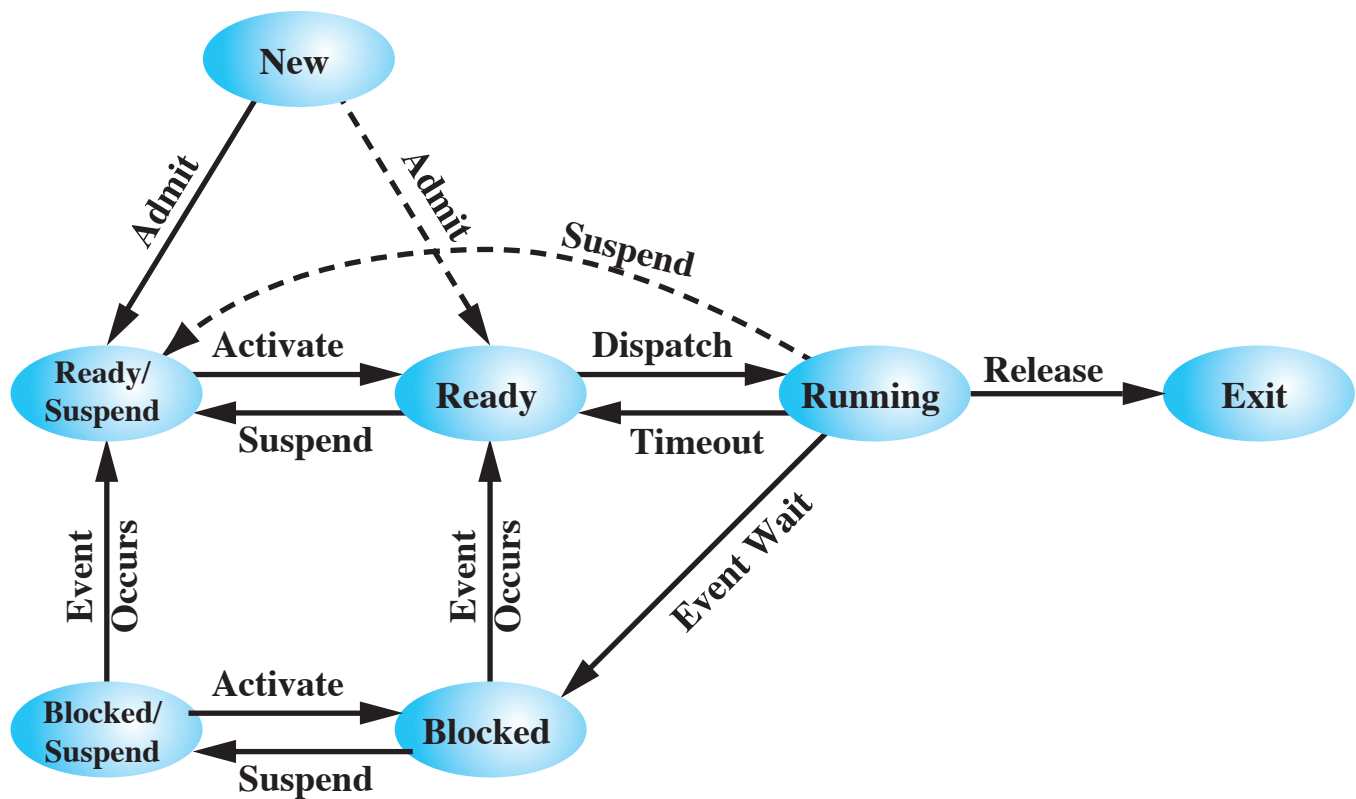 New
Admit
Admit
Suspend
Activate
Dispatch
Ready/
Suspend
Ready
Running
Release
Exit
Suspend
Timeout
Event
Occurs
Event
Occurs
Event Wait
Activate
Blocked/
Suspend
Blocked
Suspend